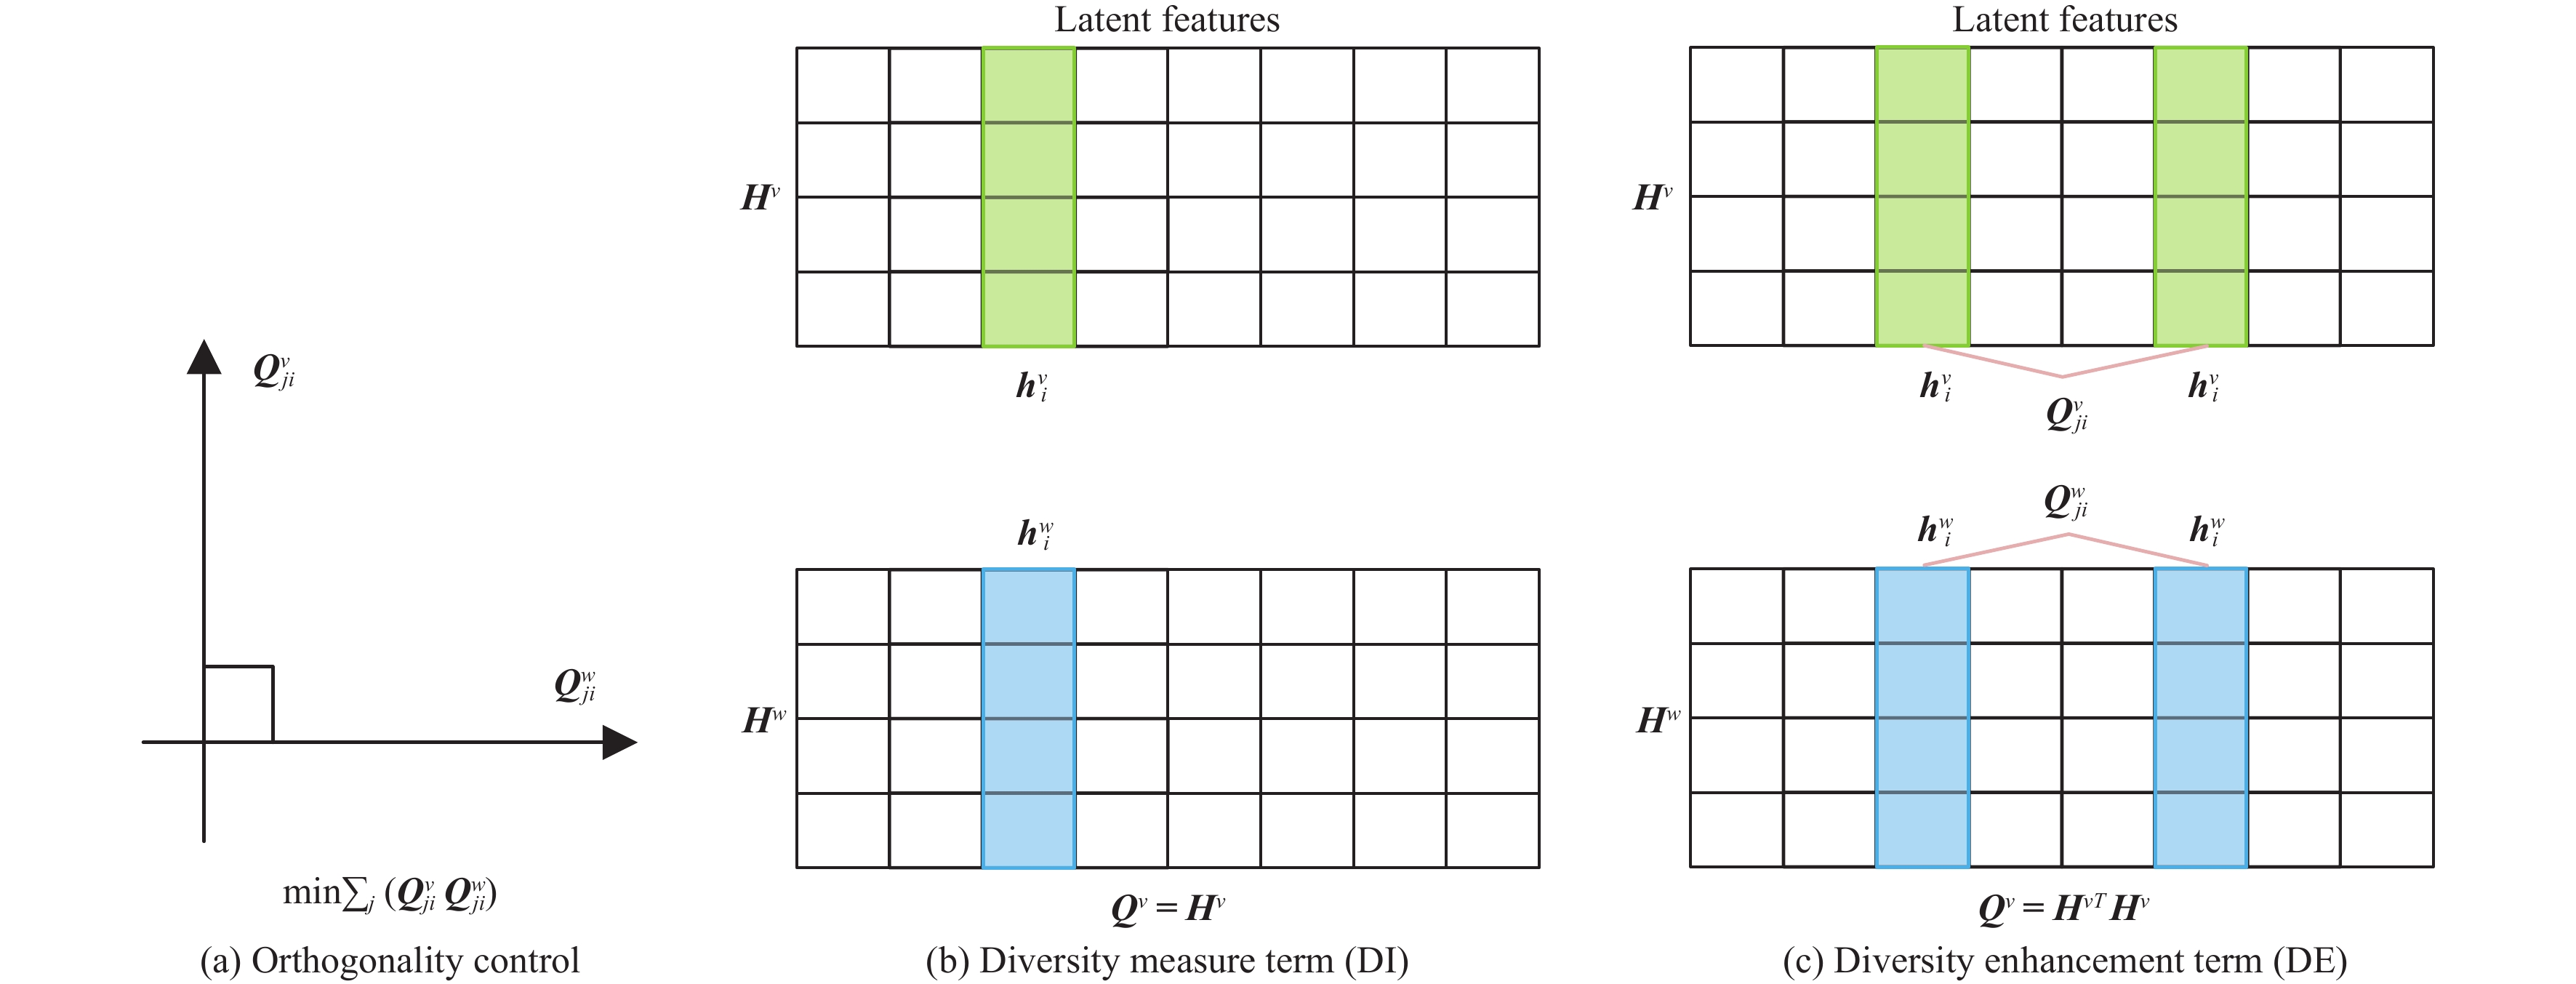 Q^v_{ji}
Q^w_{ji}
min∑_j (Q^v_{ji} Q^w_{ji})
(a) Orthogonality control
Latent features
H^v
h^v_i
h^w_i
H^w
Q^v = H^v
(b) Diversity measure term (DI)
Latent features
H^v
h^v_i
h^v_i
Q^v_{ji}
Q^w_{ji}
h^w_i
h^w_i
H^w
Q^v = H^{vT} H^v
(c) Diversity enhancement term (DE)